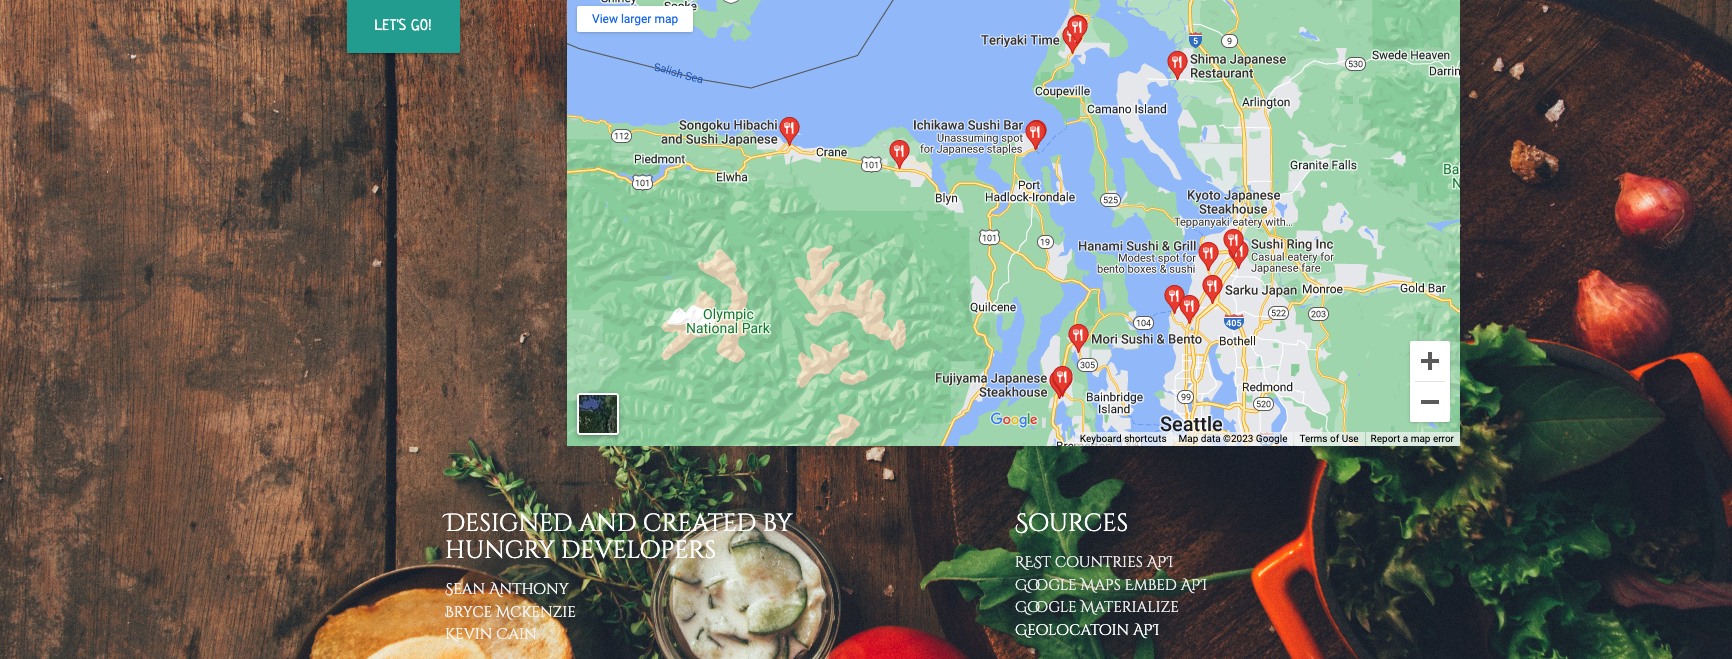 LET'S GO!
View larger map
Salish Sea
Teriyaki Time
5
9
Shima Japanese
Restaurant
530
Swede Heaven
Darrin
Coupeville
Camano Island
Arlington
112
Songoku Hibachi
and Sushi Japanese
Crane
Ichikawa Sushi Bar
Unassuming spot
for Japanese staples
Piedmont
101
Elwha
101
Blyn
Port
Hadlock-Irondale
525
Granite Falls
Ba
N
Kyoto Japanese
Steakhouse
Teppanyaki eatery with...
101
19
Hanami Sushi & Grill
Modest spot for
bento boxes & sushi
Sushi Ring Inc
Casual eatery for
Japanese fare
Sarku Japan
Monroe
Gold Bar
Quilcene
Olympic
National Park
104
405
522
203
Mori Sushi & Bento
Bothell
305
Fujiyama Japanese
Steakhouse
Bainbridge
Island
99
Redmond
520
Google
Seattle
Keyboard shortcuts
Map data ©2023 Google
Terms of Use
Report a map error
Designed and created by
hungry developers
Sean Anthony
Bryce McKenzie
Kevin Cain
Sources
REST Countries API
Google Maps Embed API
Google Materialize
Geolocatoin API